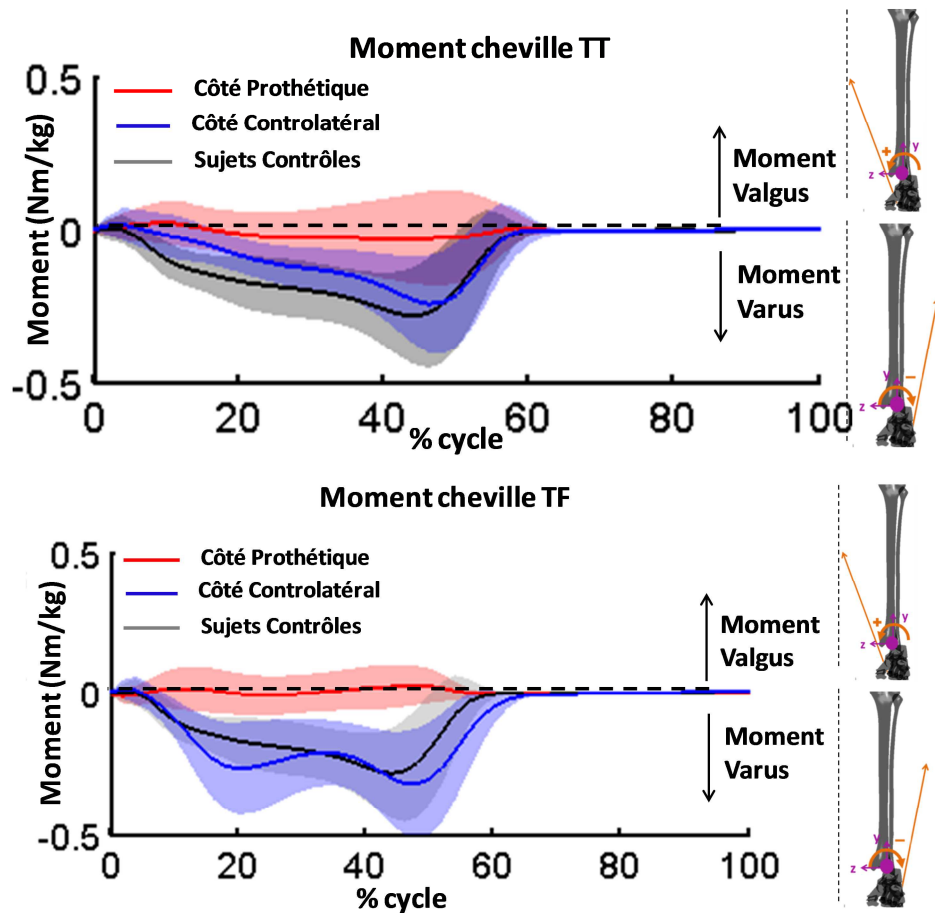 Moment cheville TT
Moment (Nm/kg)
0.5
0
-0.5
Côté Prothétique
Côté Controlatéral
Sujets Contrôles
Moment
Valgus
Moment
Varus
0 20 40 60 80 100
% cycle
+ y
z
y −
z
Moment cheville TF
Moment (Nm/kg)
0.5
0
-0.5
Côté Prothétique
Côté Controlatéral
Sujets Contrôles
Moment
Valgus
Moment
Varus
0 20 40 60 80 100
% cycle
+ y
z
y −
z